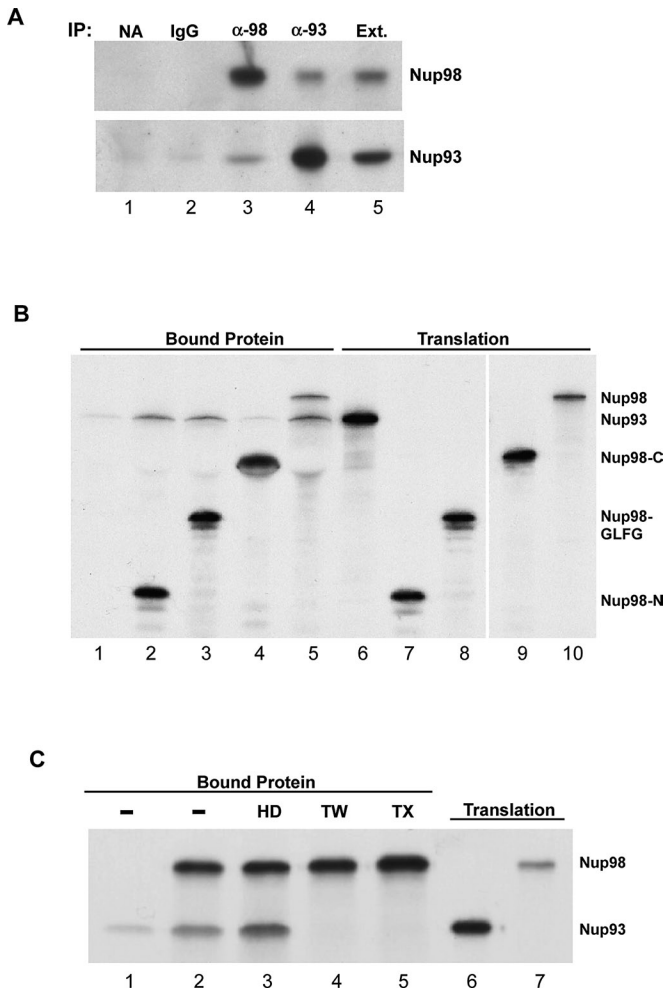 A
IP: NA IgG α-98 α-93 Ext.
Nup98
Nup93
1 2 3 4 5
B
Bound Protein Translation
Nup98
Nup93
Nup98-C
Nup98-
GLFG
Nup98-N
1 2 3 4 5 6 7 8 9 10
C
Bound Protein
– – HD TW TX Translation
Nup98
Nup93
1 2 3 4 5 6 7